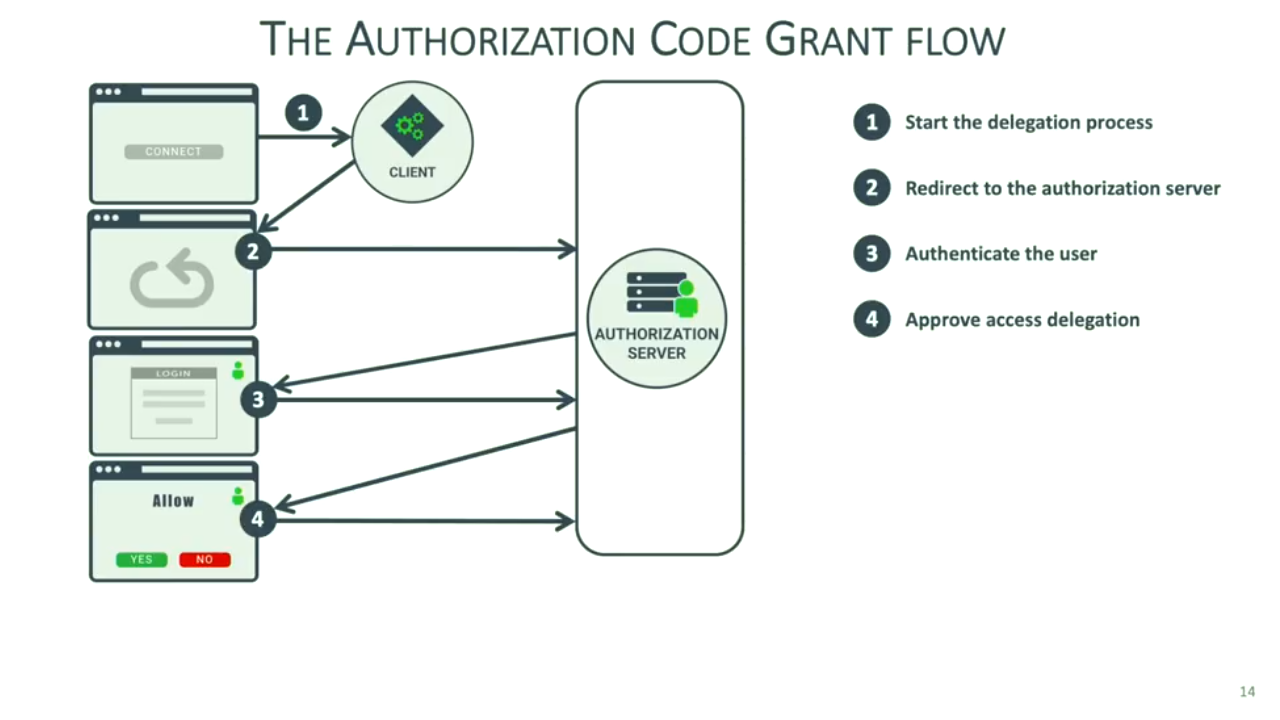 THE AUTHORIZATION CODE GRANT FLOW
CONNECT
1
CLIENT
2
AUTHORIZATION
SERVER
LOGIN
3
Allow
4
YES NO
1 Start the delegation process
2 Redirect to the authorization server
3 Authenticate the user
4 Approve access delegation
14